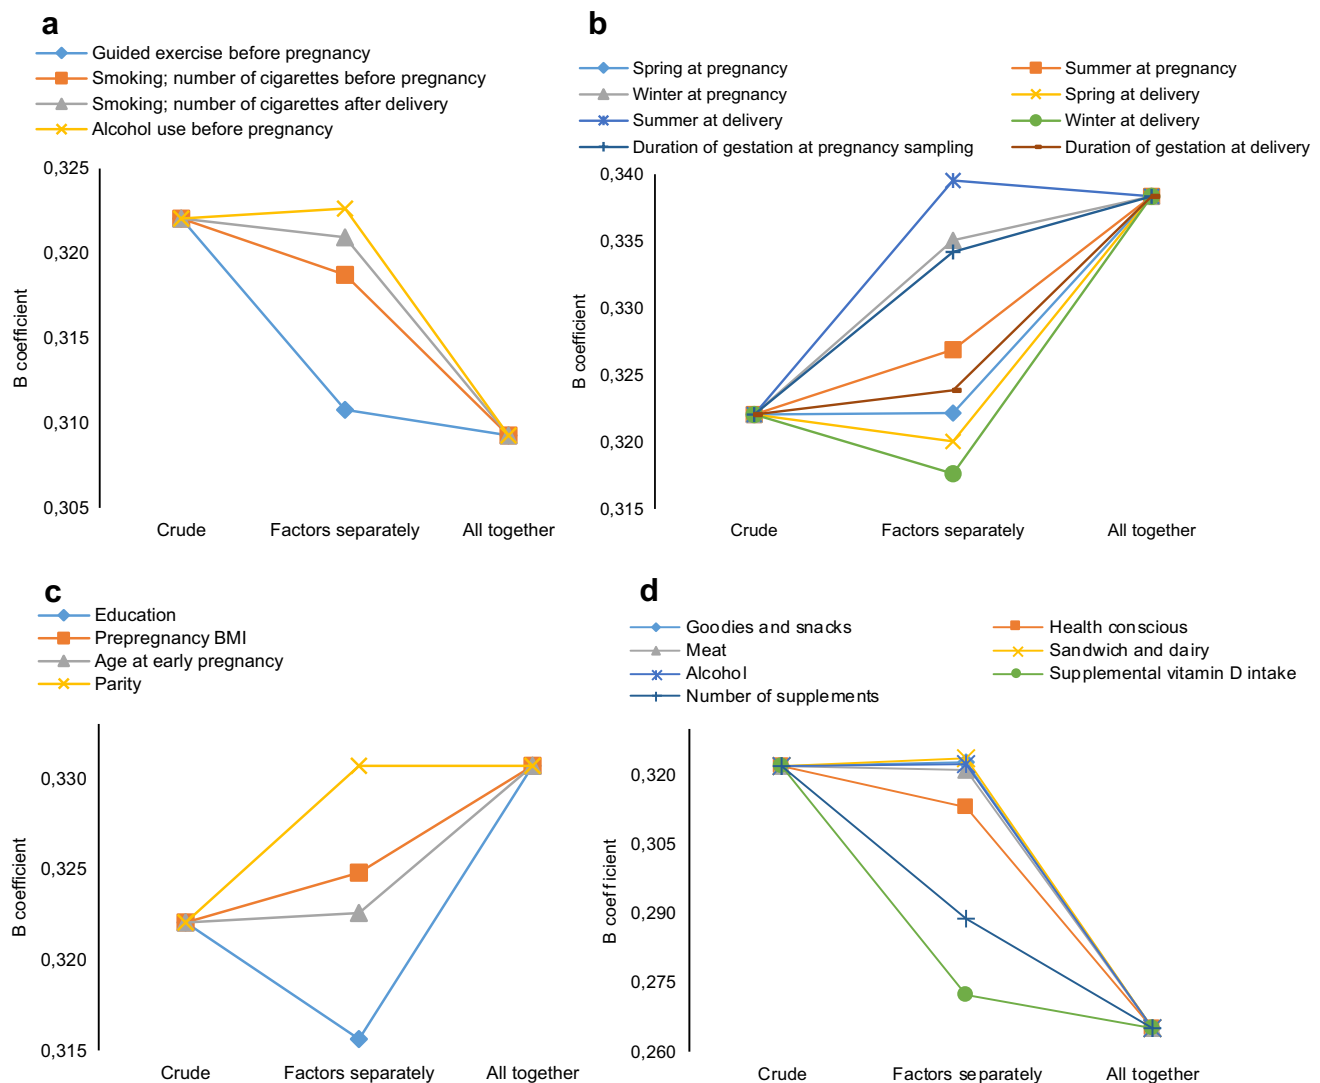 a
Guided exercise before pregnancy
Smoking; number of cigarettes before pregnancy
Smoking; number of cigarettes after delivery
Alcohol use before pregnancy
0,325
0,320
0,315
0,310
0,305
B coefficient
Crude Factors separately All together
b
Spring at pregnancy Summer at pregnancy
Winter at pregnancy Spring at delivery
Summer at delivery Winter at delivery
Duration of gestation at pregnancy sampling Duration of gestation at delivery
0,340
0,335
0,330
0,325
0,320
0,315
B coefficient
Crude Factors separately All together
c
Education
Prepregnancy BMI
Age at early pregnancy
Parity
0,330
0,325
0,320
0,315
B coefficient
Crude Factors separately All together
d
Goodies and snacks Health conscious
Meat Sandwich and dairy
Alcohol Supplemental vitamin D intake
Number of supplements
0,320
0,305
0,290
0,275
0,260
B coefficient
Crude Factors separately All together